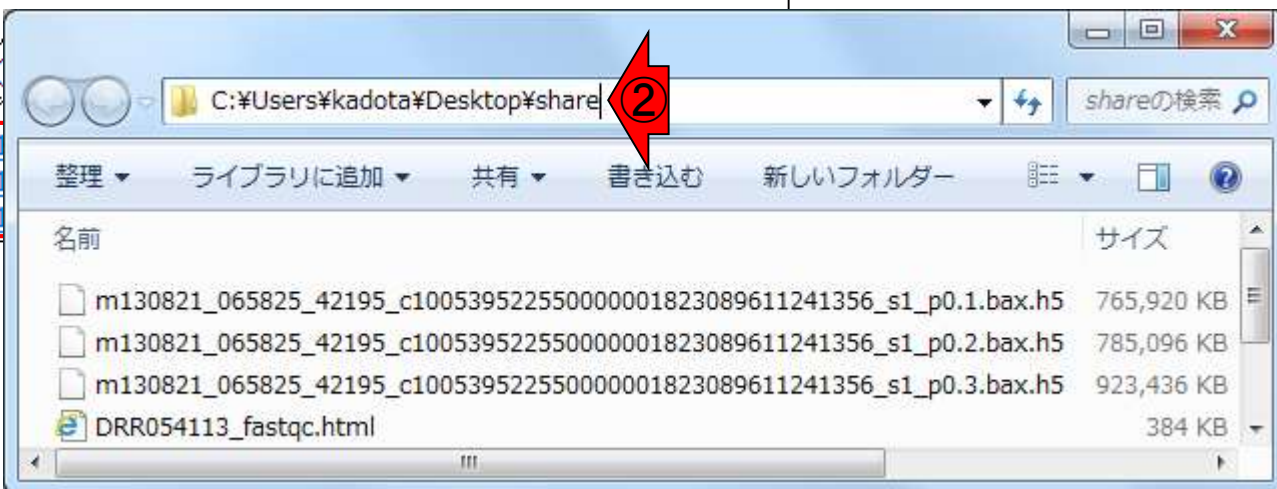 C:¥Users¥kadota¥Desktop¥share
②
shareの検索
整理 ライブラリに追加 共有 書き込む 新しいフォルダー
名前 サイズ
m130821_065825_42195_c100539522550000001823089611241356_s1_p0.1.bax.h5 765,920 KB
m130821_065825_42195_c100539522550000001823089611241356_s1_p0.2.bax.h5 785,096 KB
m130821_065825_42195_c100539522550000001823089611241356_s1_p0.3.bax.h5 923,436 KB
DRR054113_fastqc.html 384 KB